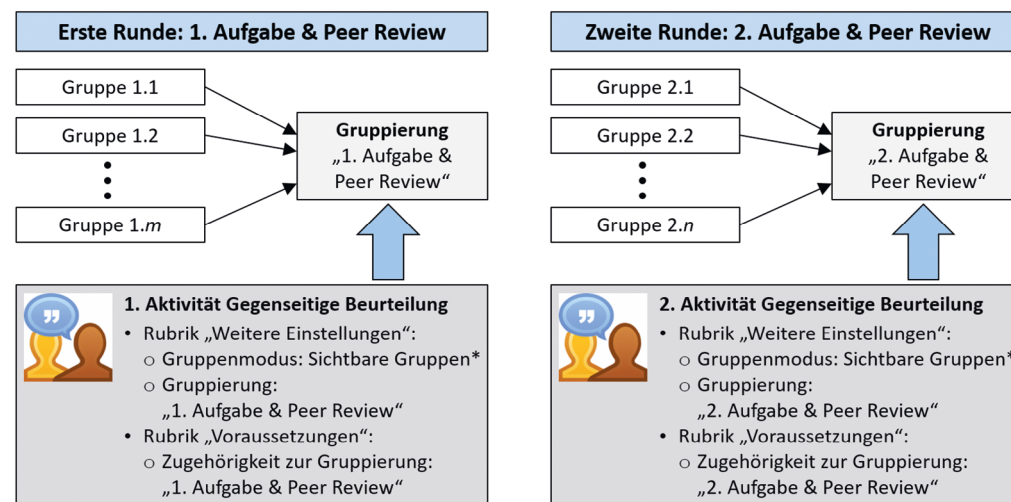 Erste Runde: 1. Aufgabe & Peer Review
Gruppe 1.1
Gruppe 1.2
Gruppe 1.m
Gruppierung
„1. Aufgabe &
Peer Review“
1. Aktivität Gegenseitige Beurteilung
• Rubrik „Weitere Einstellungen“:
o Gruppenmodus: Sichtbare Gruppen*
o Gruppierung:
„1. Aufgabe & Peer Review“
• Rubrik „Voraussetzungen“:
o Zugehörigkeit zur Gruppierung:
„1. Aufgabe & Peer Review“
Zweite Runde: 2. Aufgabe & Peer Review
Gruppe 2.1
Gruppe 2.2
Gruppe 2.n
Gruppierung
„2. Aufgabe &
Peer Review“
2. Aktivität Gegenseitige Beurteilung
• Rubrik „Weitere Einstellungen“:
o Gruppenmodus: Sichtbare Gruppen*
o Gruppierung:
„2. Aufgabe & Peer Review“
• Rubrik „Voraussetzungen“:
o Zugehörigkeit zur Gruppierung:
„2. Aufgabe & Peer Review“